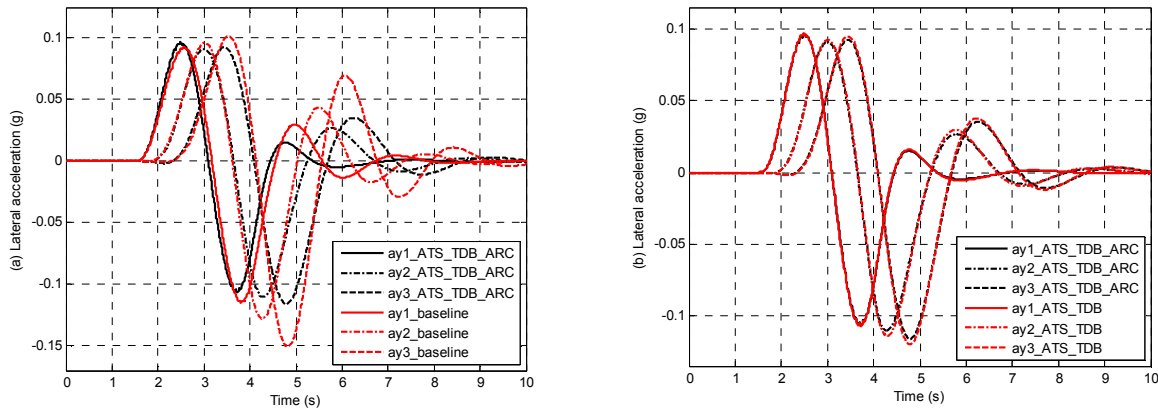 (a) Lateral acceleration (g)
0.1
0.05
0
-0.05
-0.1
-0.15
0 1 2 3 4 5 6 7 8 9 10
Time (s)
ay1_ATS_TDB_ARC
ay2_ATS_TDB_ARC
ay3_ATS_TDB_ARC
ay1_baseline
ay2_baseline
ay3_baseline
(b) Lateral acceleration (g)
0.1
0.05
0
-0.05
-0.1
0 1 2 3 4 5 6 7 8 9 10
Time (s)
ay1_ATS_TDB_ARC
ay2_ATS_TDB_ARC
ay3_ATS_TDB_ARC
ay1_ATS_TDB
ay2_ATS_TDB
ay3_ATS_TDB